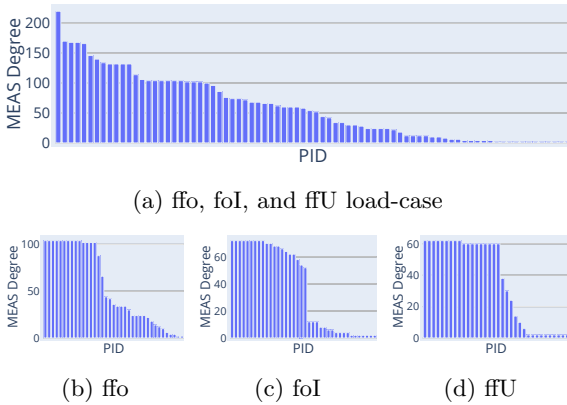 MEAS Degree
200
150
100
50
0
PID
(a) ffo, foI, and ffU load-case
MEAS Degree
100
50
0
PID
MEAS Degree
60
40
20
0
PID
MEAS Degree
60
40
20
0
PID
(b) ffo
(c) foI
(d) ffU